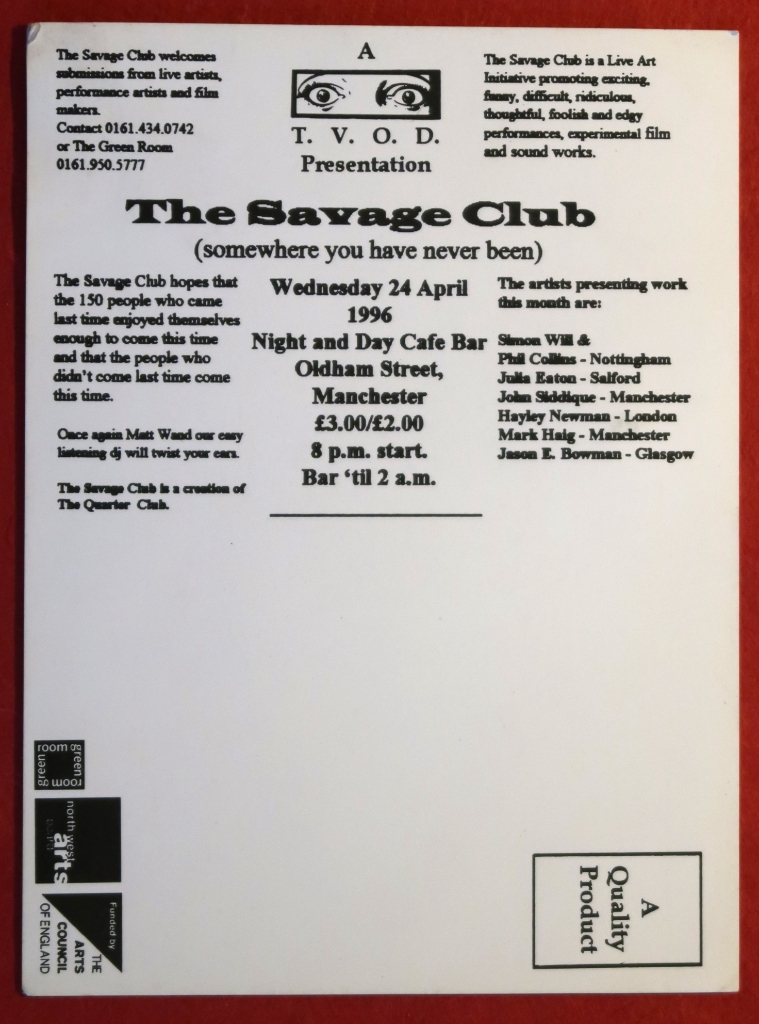 The Savage Club welcomes
submissions from live artists,
performance artists and film
makers.
Contact 0161.434.0742
or The Green Room
0161.950.5777
A
T. V. O. D.
Presentation
The Savage Club is a Live Art
Initiative promoting exciting,
funny, difficult, ridiculous,
thoughtful, foolish and edgy
performances, experimental film
and sound works.
The Savage Club
(somewhere you have never been)
The Savage Club hopes that
the 150 people who came
last time enjoyed themselves
enough to come this time
and that the people who
didn't come last time come
this time.
Once again Matt Wand our easy
listening dj will twist your ears.
The Savage Club is a creation of
The Quarter Club.
Wednesday 24 April
1996
Night and Day Cafe Bar
Oldham Street,
Manchester
£3.00/£2.00
8 p.m. start.
Bar 'til 2 a.m.
The artists presenting work
this month are:
Simon Will &
Phil Collins - Nottingham
Julia Eaton - Salford
John Siddique - Manchester
Hayley Newman - London
Mark Haig - Manchester
Jason E. Bowman - Glasgow
green
room
green
room
north west
arts
Funded by
THE
ARTS
COUNCIL
OF ENGLAND
A
Quality
Product